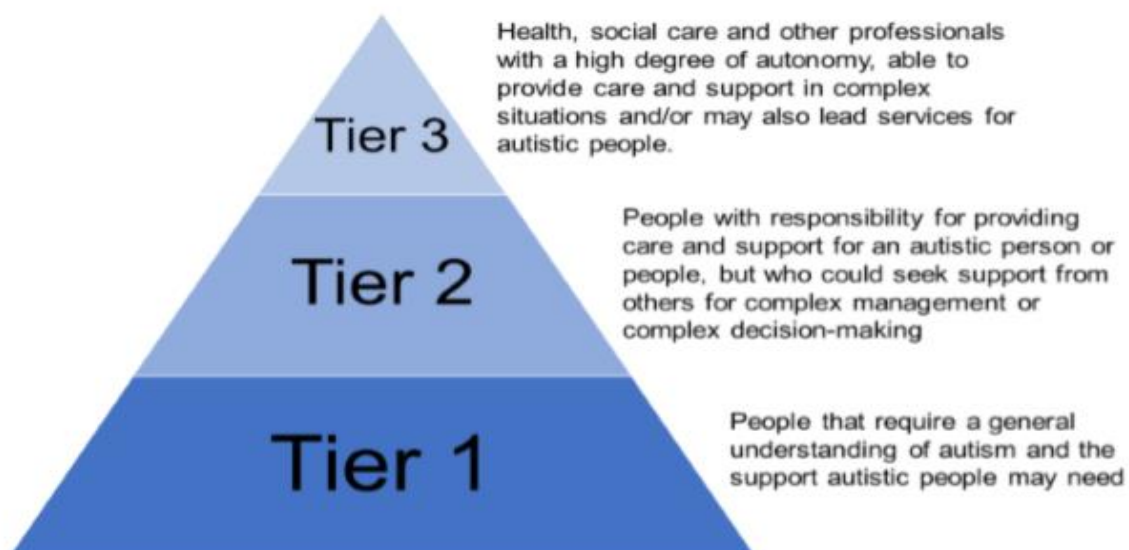 Tier 3
Health, social care and other professionals
with a high degree of autonomy, able to
provide care and support in complex
situations and/or may also lead services for
autistic people.
Tier 2
People with responsibility for providing
care and support for an autistic person or
people, but who could seek support from
others for complex management or
complex decision-making
Tier 1
People that require a general
understanding of autism and the
support autistic people may need